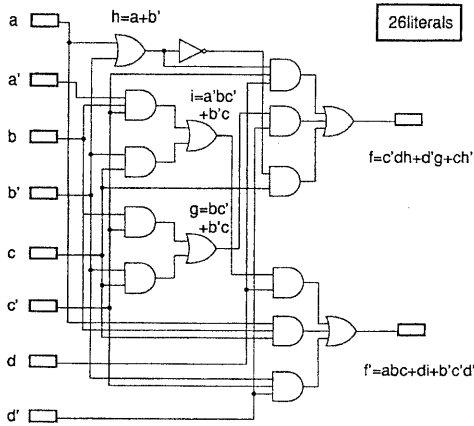 a
h=a+b'
26literals
a'
i=a'bc'
+b'c
b
f=c'dh+d'g+ch'
b'
g=bc'
+b'c
c
c'
d
f'=abc+di+b'c'd'
d'